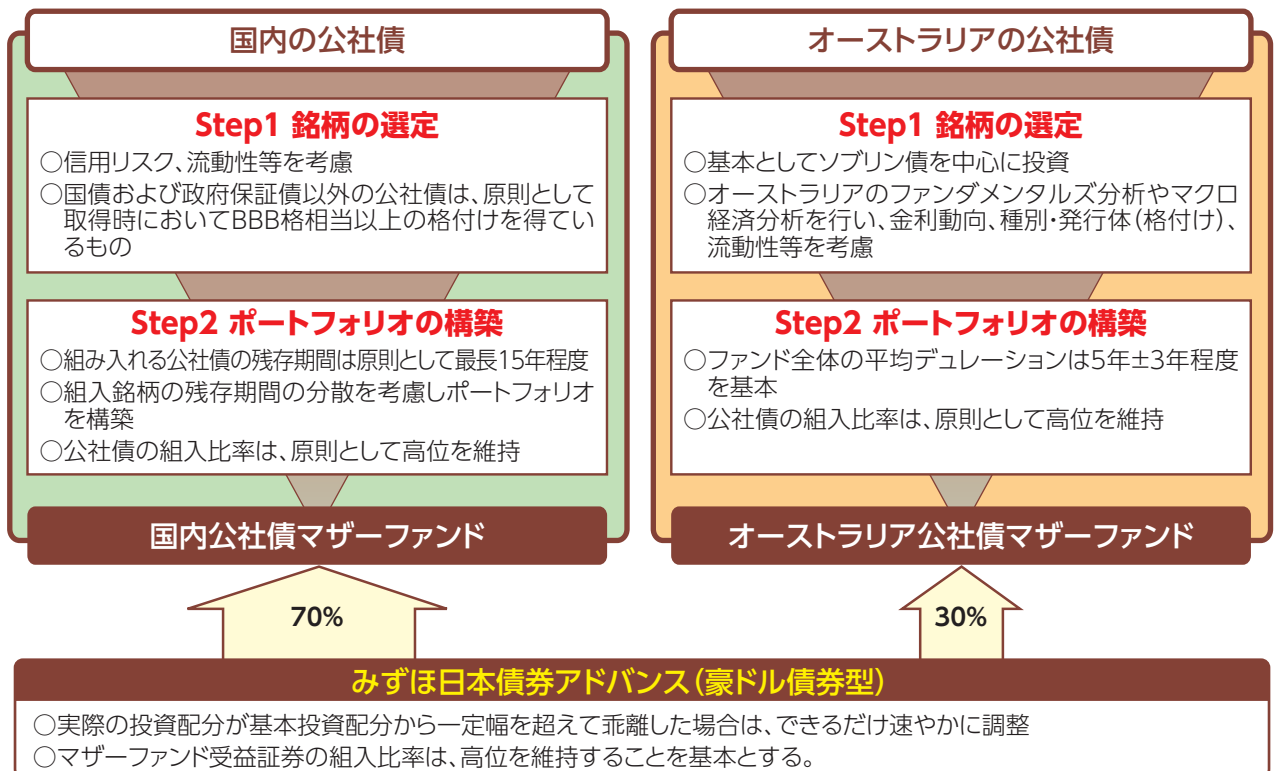 国内の公社債
Step1 銘柄の選定
○信用リスク、流動性等を考慮
○国債および政府保証債以外の公社債は、原則として
取得時においてBBB格相当以上の格付けを得てい
るもの
Step2 ポートフォリオの構築
○組み入れる公社債の残存期間は原則として最長15年程度
○組入銘柄の残存期間の分散を考慮しポートフォリオ
を構築
○公社債の組入比率は、原則として高位を維持
国内公社債マザーファンド
70%
オーストラリアの公社債
Step1 銘柄の選定
○基本としてソブリン債を中心に投資
○オーストラリアのファンダメンタルズ分析やマクロ
経済分析を行い、金利動向、種別・発行体(格付け)、
流動性等を考慮
Step2 ポートフォリオの構築
○ファンド全体の平均デュレーションは5年±3年程度
を基本
○公社債の組入比率は、原則として高位を維持
オーストラリア公社債マザーファンド
30%
みずほ日本債券アドバンス(豪ドル債券型)
○実際の投資配分が基本投資配分から一定幅を超えて乖離した場合は、できるだけ速やかに調整
○マザーファンド受益証券の組入比率は、高位を維持することを基本とする。